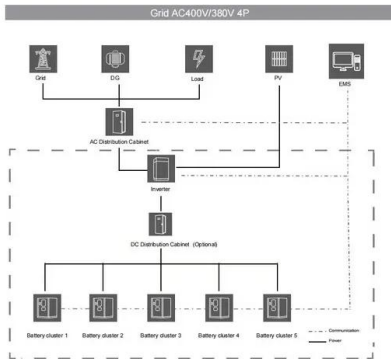 Grid AC400V/380V 4P
Grid
DG
Load
PV
EMS
AC Distribution Cabinet
Inverter
DC Distribution Cabinet (Optional)
Battery cluster 1
Battery cluster 2
Battery cluster 3
Battery cluster 4
Battery cluster 5
Communication
Power